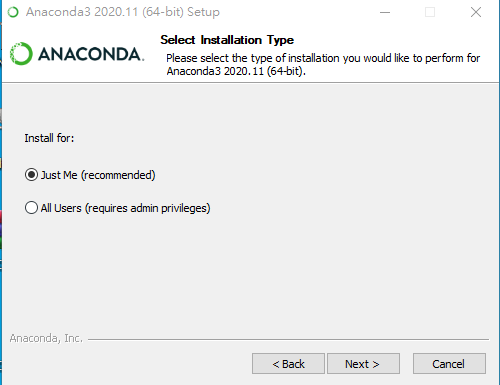 Anaconda3 2020.11 (64-bit) Setup
ANACONDA.
Select Installation Type
Please select the type of installation you would like to perform for
Anaconda3 2020.11 (64-bit).
Install for:
Just Me (recommended)
All Users (requires admin privileges)
Anaconda, Inc.
< Back
Next >
Cancel